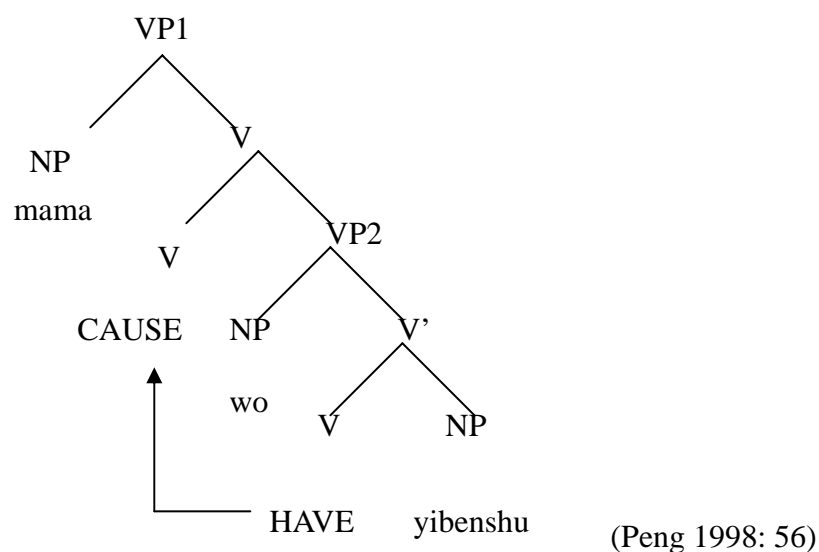 VP1
NP V
mama
V VP2
CAUSE NP V’
wo V NP
HAVE yibenshu (Peng 1998: 56)